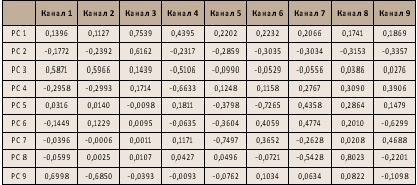 Канал 1 Канал 2 Канал 3 Канал 4 Канал 5 Канал 6 Канал 7 Канал 8 Канал 9
PC 1 0,1396 0,1127 0,7539 0,4395 0,2202 0,2232 0,2066 0,1741 0,1869
PC 2 -0,1772 -0,2392 0,6162 -0,2317 -0,2859 -0,3035 -0,3034 -0,3153 -0,3357
PC 3 0,5871 0,5966 0,1439 -0,5106 -0,0990 -0,0529 -0,0556 0,0386 0,0276
PC 4 -0,2958 -0,2993 0,1714 -0,6633 0,1248 0,1158 0,2767 0,3090 0,3906
PC 5 0,0316 0,0140 -0,0098 0,1811 -0,3798 -0,7265 0,4358 0,2864 0,1479
PC 6 -0,1449 0,1229 0,0095 -0,0635 -0,3604 0,4059 0,4774 0,2010 -0,6299
PC 7 -0,0396 -0,0006 0,0011 0,1171 -0,7497 0,3652 -0,2628 0,0208 0,4688
PC 8 -0,0599 0,0025 0,0107 0,0427 0,0496 -0,0721 -0,5428 0,8023 -0,2201
PC 9 0,6998 -0,6850 -0,0393 -0,0093 -0,0762 0,1034 0,0634 0,0822 -0,1098